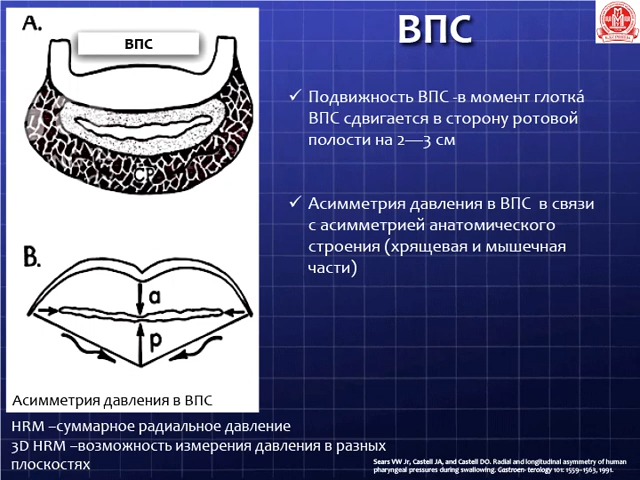 ВПС
A.
ВПС
CP
Подвижность ВПС -в момент глотка́
ВПС сдвигается в сторону ротовой
полости на 2—3 см
Асимметрия давления в ВПС в связи
с асимметрией анатомического
строения (хрящевая и мышечная
части)
B.
a
p
Асимметрия давления в ВПС
HRM –суммарное радиальное давление
3D HRM –возможность измерения давления в разных
плоскостях
Sears VW Jr, Castell JA, and Castell DO. Radial and longitudinal asymmetry of human
pharyngeal pressures during swallowing. Gastroen- terology 101: 1559–1563, 1991.